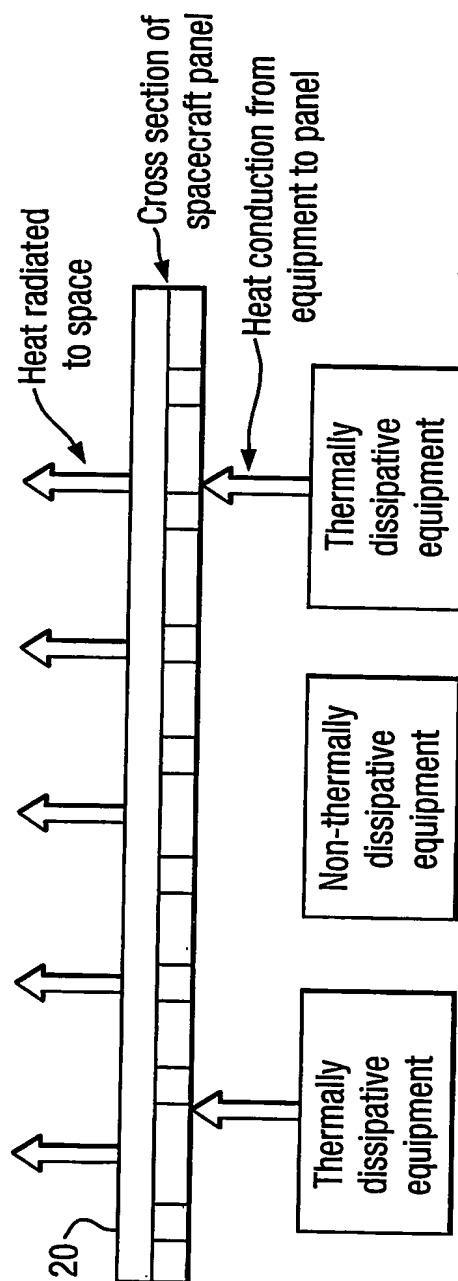 Heat radiated
to space
Cross section of
spacecraft panel
Heat conduction from
equipment to panel
20
Thermally
dissipative
equipment
Non-thermally
dissipative
equipment
Thermally
dissipative
equipment